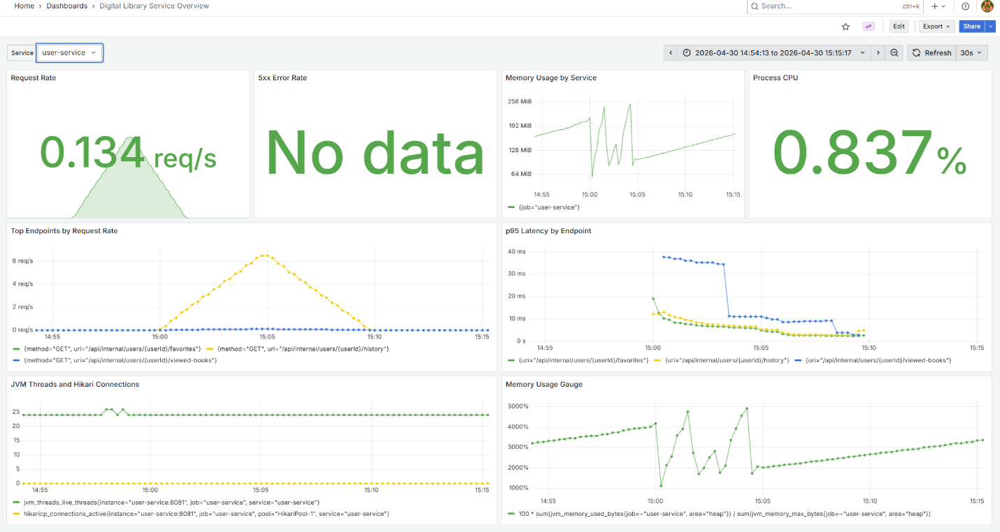 Home › Dashboards › Digital Library Service Overview
Search... ctrl+k
Edit Export Share
Service user-service
2026-04-30 14:54:13 to 2026-04-30 15:15:17 Refresh 30s
Request Rate
0.134 req/s
5xx Error Rate
No data
Memory Usage by Service
256 MiB
192 MiB
128 MiB
64 MiB
14:55 15:00 15:05 15:10 15:15
{job="user-service"}
Process CPU
0.837%
Top Endpoints by Request Rate
6 req/s
4 req/s
2 req/s
0 req/s
14:55 15:00 15:05 15:10 15:15
{method="GET", uri="/api/internal/users/{userId}/favorites"} {method="GET", uri="/api/internal/users/{userId}/history"}
{method="GET", uri="/api/internal/users/{userId}/viewed-books"}
p95 Latency by Endpoint
40 ms
30 ms
20 ms
10 ms
0 s
14:55 15:00 15:05 15:10 15:15
{uri="/api/internal/users/{userId}/favorites"} {uri="/api/internal/users/{userId}/history"} {uri="/api/internal/users/{userId}/viewed-books"}
JVM Threads and Hikari Connections
25
20
15
10
5
0
14:55 15:00 15:05 15:10 15:15
jvm_threads_live_threads{instance="user-service:8081", job="user-service", service="user-service"}
hikaricp_connections_active{instance="user-service:8081", job="user-service", pool="HikariPool-1", service="user-service"}
Memory Usage Gauge
5000%
4000%
3000%
2000%
1000%
14:55 15:00 15:05 15:10 15:15
100 * sum(jvm_memory_used_bytes{job=~"user-service", area="heap"}) / sum(jvm_memory_max_bytes{job=~"user-service", area="heap"})